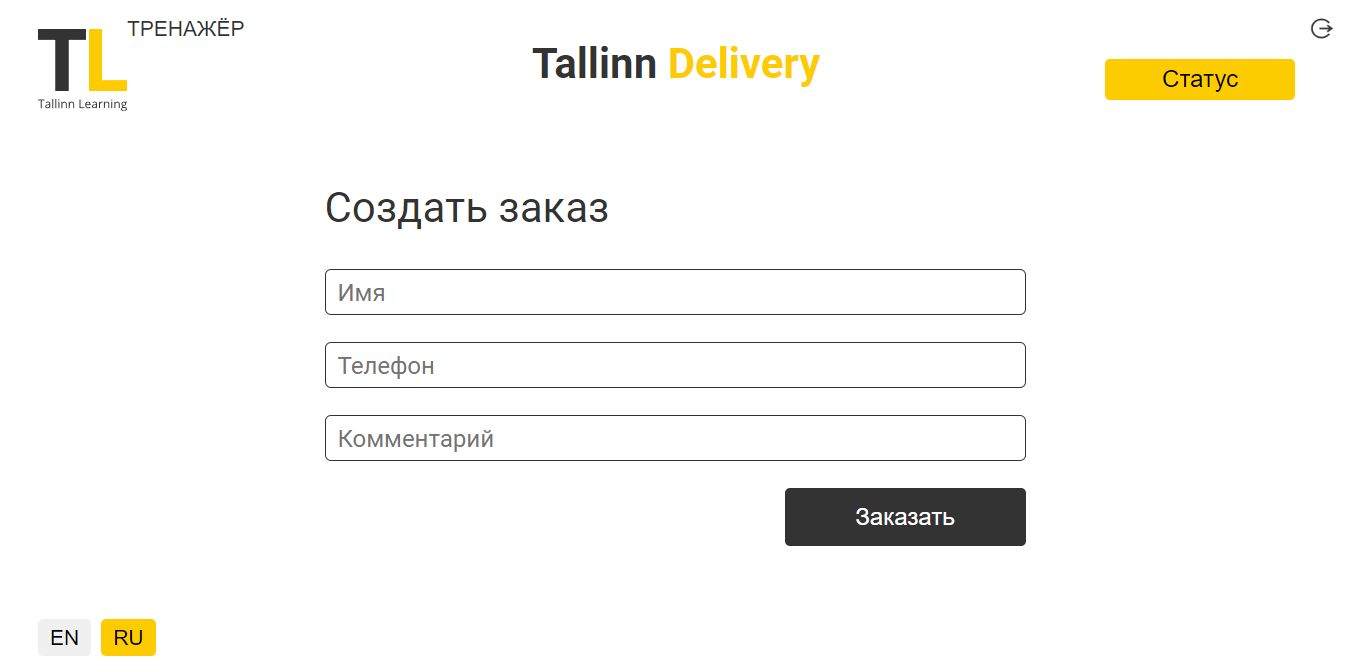 ТРЕНАЖЁР
TL
Tallinn Learning
Tallinn Delivery
Статус
Создать заказ
Имя
Телефон
Комментарий
Заказать
EN
RU